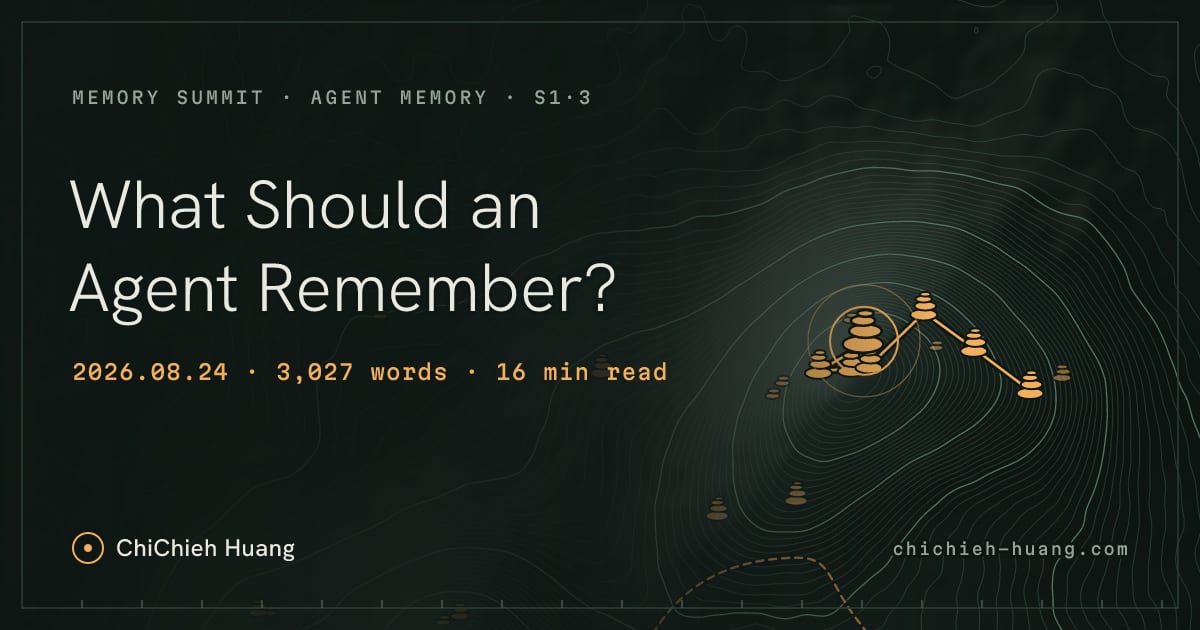 MEMORY SUMMIT · AGENT MEMORY · S1·3
What Should an
Agent Remember?
2026.08.24 · 3,027 words · 16 min read
ChiChieh Huang
chichieh-huang.com